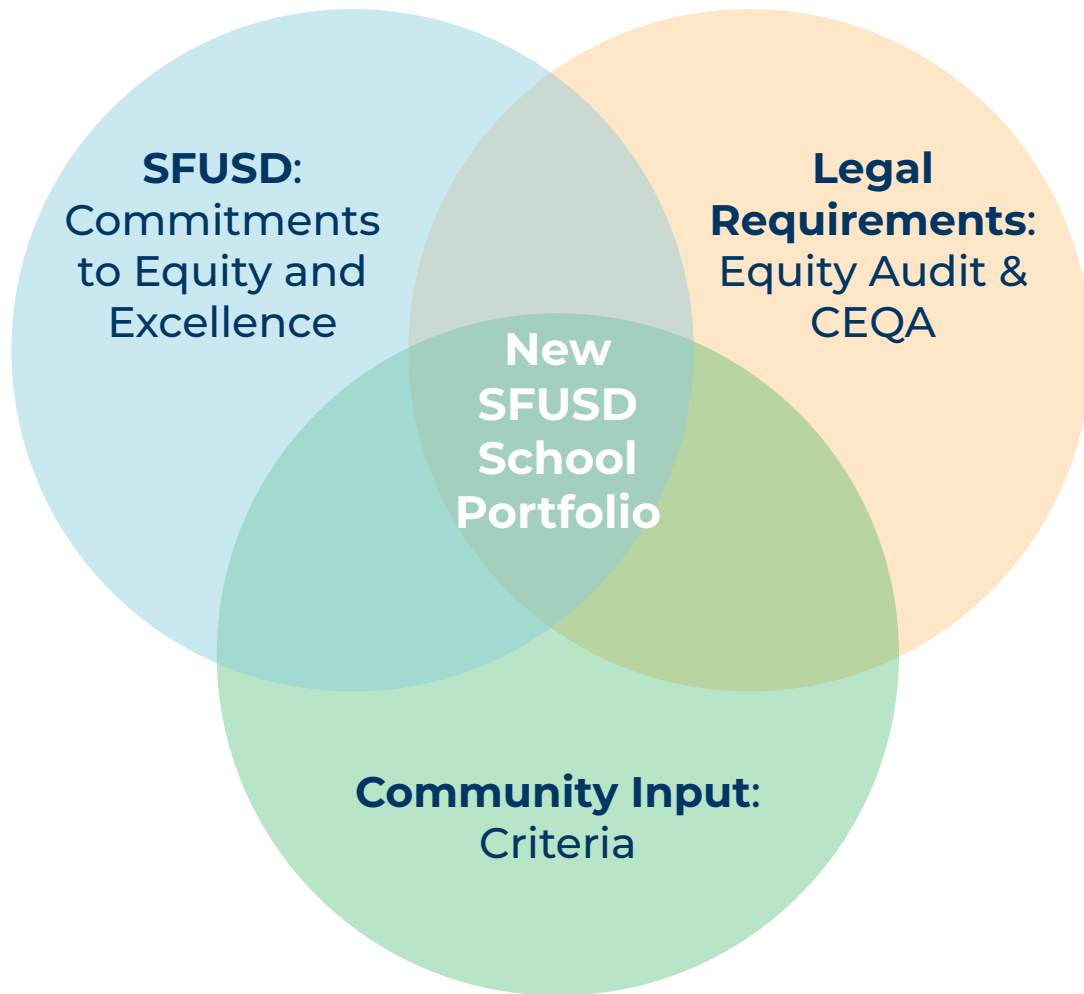 SFUSD:
Commitments
to Equity and
Excellence
Legal
Requirements:
Equity Audit &
CEQA
New
SFUSD
School
Portfolio
Community Input:
Criteria